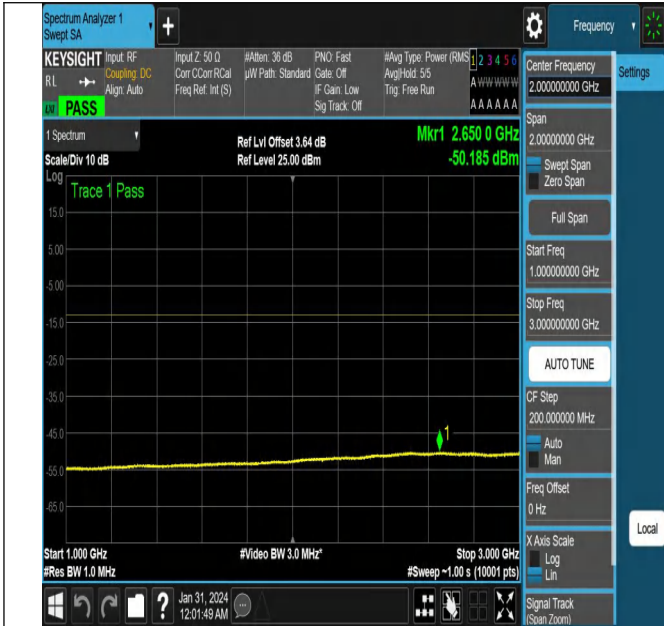 Spectrum Analyzer 1
Swept SA
+
Frequency
KEYSIGHT
RL
LXI
PASS
Input: RF
Coupling: DC
Align: Auto
Input Z: 50 Ω
Corr CCorr RCal
Freq Ref: Int (S)
#Atten: 36 dB
µW Path: Standard
PNO: Fast
Gate: Off
IF Gain: Low
Sig Track: Off
#Avg Type: Power (RMS
Avg|Hold: 5/5
Trig: Free Run
1 2 3 4 5 6
A W W W W W
A A A A A A
1 Spectrum
Scale/Div 10 dB
Ref Lvl Offset 3.64 dB
Ref Level 25.00 dBm
Mkr1 2.650 0 GHz
-50.185 dBm
Log
Trace 1 Pass
15.0
5.00
-5.00
-15.0
-25.0
-35.0
-45.0
-55.0
-65.0
1
Start 1.000 GHz
#Res BW 1.0 MHz
#Video BW 3.0 MHz*
Stop 3.000 GHz
#Sweep ~1.00 s (10001 pts)
?
Jan 31, 2024
12:01:49 AM
Center Frequency
2.000000000 GHz
Settings
Span
2.00000000 GHz
Swept Span
Zero Span
Full Span
Start Freq
1.000000000 GHz
Stop Freq
3.000000000 GHz
AUTO TUNE
CF Step
200.000000 MHz
Auto
Man
Freq Offset
0 Hz
Local
X Axis Scale
Log
Lin
Signal Track
(Span Zoom)